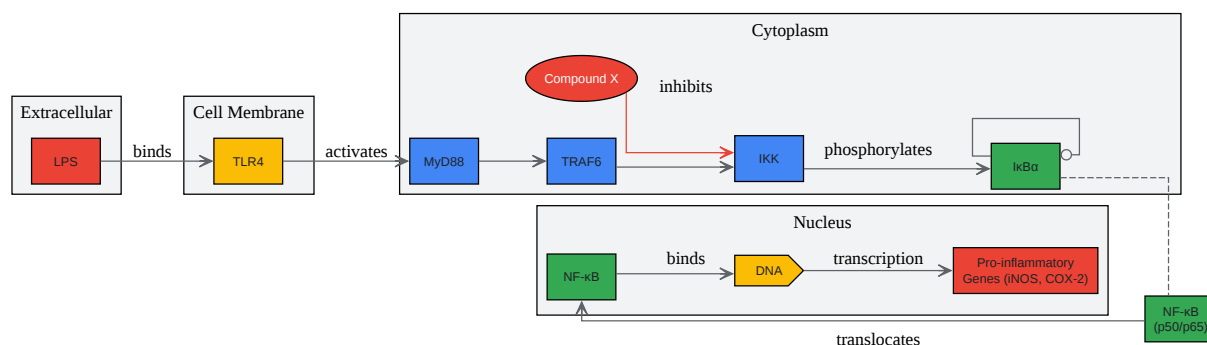 Cytoplasm
Compound X
inhibits
Extracellular
Cell Membrane
LPS
binds
TLR4
activates
MyD88
TRAF6
IKK
phosphorylates
IκBα
Nucleus
NF-κB
binds
DNA
transcription
Pro-inflammatory
Genes (iNOS, COX-2)
NF-κB
(p50/p65)
translocates